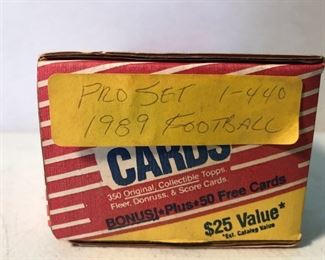 PRO SET 1-440
1989 FOOTBALL
CARDS
350 Original, Collectible Topps,
Fleer, Donruss, & Score Cards.
BONUS!•Plus•50 Free Cards
$25 Value*
*Est. Catalog Value